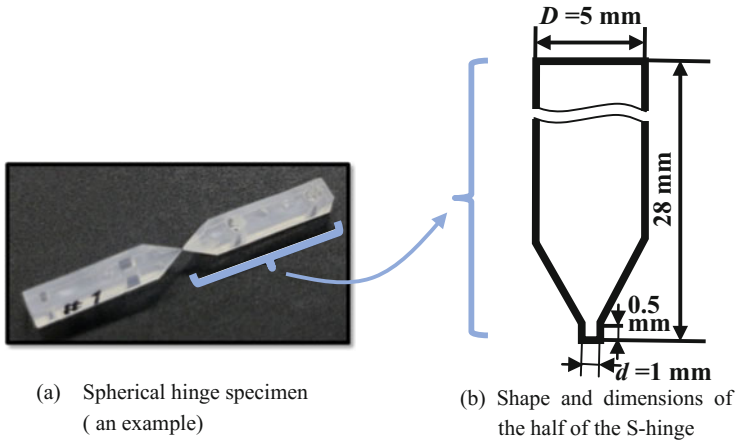 D =5 mm
28 mm
0.5
mm
d =1 mm
# 1
(a) Spherical hinge specimen
( an example)
(b) Shape and dimensions of
the half of the S-hinge